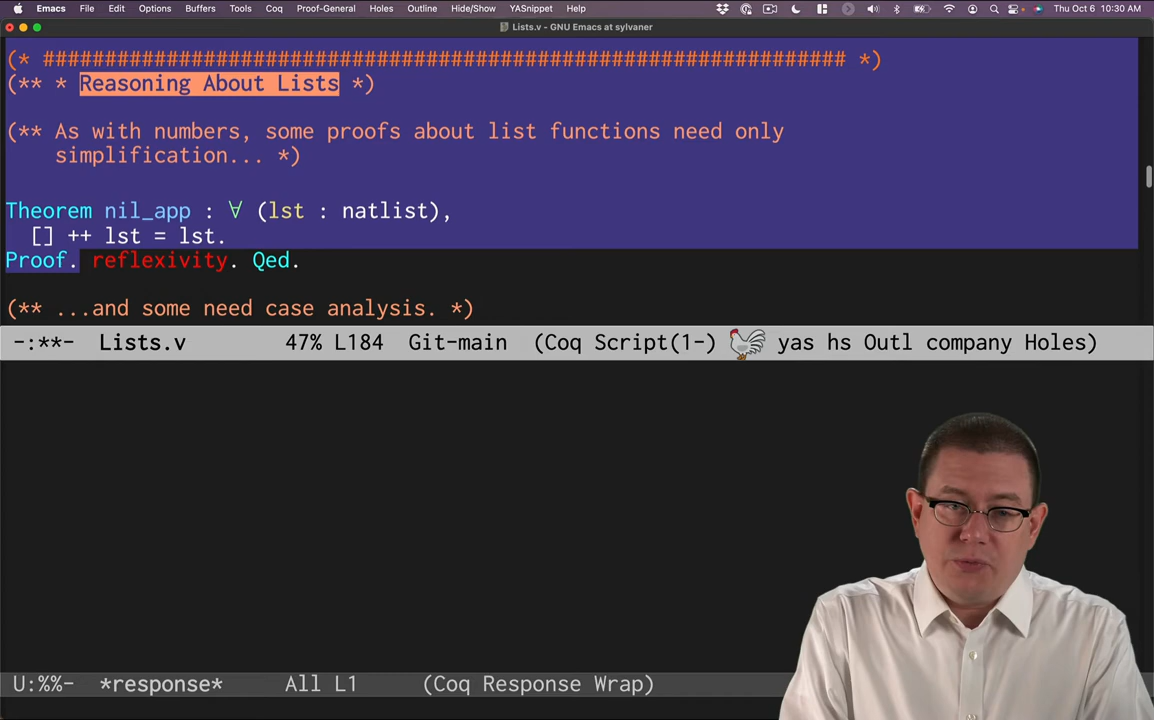 Emacs File Edit Options Buffers Tools Coq Proof-General Holes Outline Hide/Show YASnippet Help Thu Oct 6 10:30 AM
Lists.v - GNU Emacs at sylvaner
(* ################################################################## *)
(** * Reasoning About Lists *)
(** As with numbers, some proofs about list functions need only
simplification... *)
Theorem nil_app : ∀ (lst : natlist),
[] ++ lst = lst.
Proof. reflexivity. Qed.
(** ...and some need case analysis. *)
-:**- Lists.v 47% L184 Git-main (Coq Script(1-) yas hs Outl company Holes)
U:%%- *response* All L1 (Coq Response Wrap)